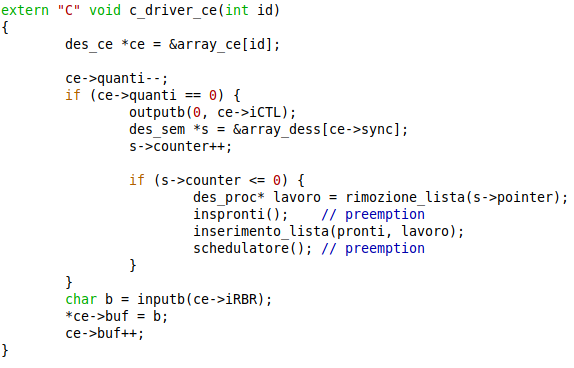 extern "C" void c_driver_ce(int id)
{
        des_ce *ce = &array_ce[id];

        ce->quanti--;
        if (ce->quanti == 0) {
                outputb(0, ce->iCTL);
                des_sem *s = &array_dess[ce->sync];
                s->counter++;

                if (s->counter <= 0) {
                        des_proc* lavoro = rimozione_lista(s->pointer);
                        inspronti();    // preemption
                        inserimento_lista(pronti, lavoro);
                        schedulatore(); // preemption
                }
        }
        char b = inputb(ce->iRBR);
        *ce->buf = b;
        ce->buf++;
}